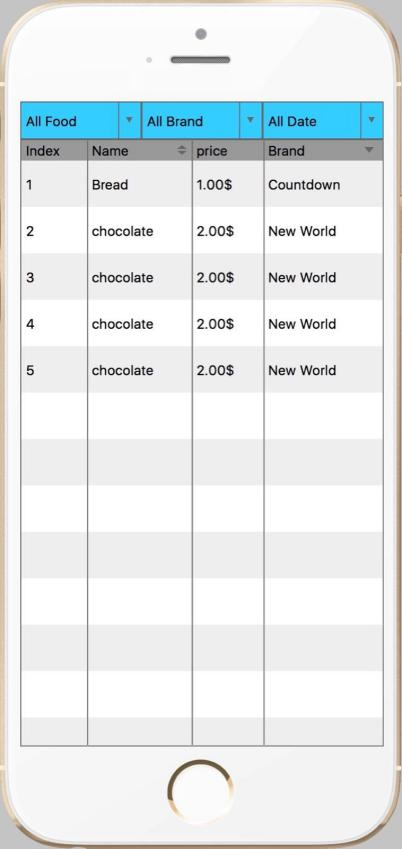 All Food All Brand All Date
Index Name price Brand
1 Bread 1.00$ Countdown
2 chocolate 2.00$ New World
3 chocolate 2.00$ New World
4 chocolate 2.00$ New World
5 chocolate 2.00$ New World